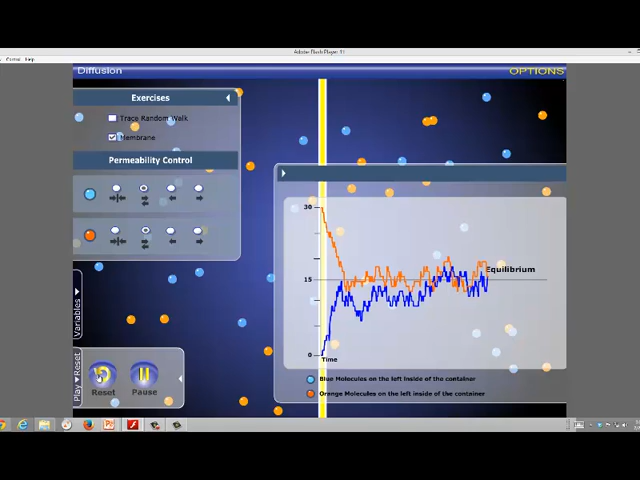 Adobe Flash Player 11
Control Help
Diffusion
OPTIONS
Exercises
Trace Random Walk
Membrane
Permeability Control
30
15
0
Equilibrium
Time
Variables
Play Reset
Reset
Pause
Blue Molecules on the left inside of the container
Orange Molecules on the left inside of the container